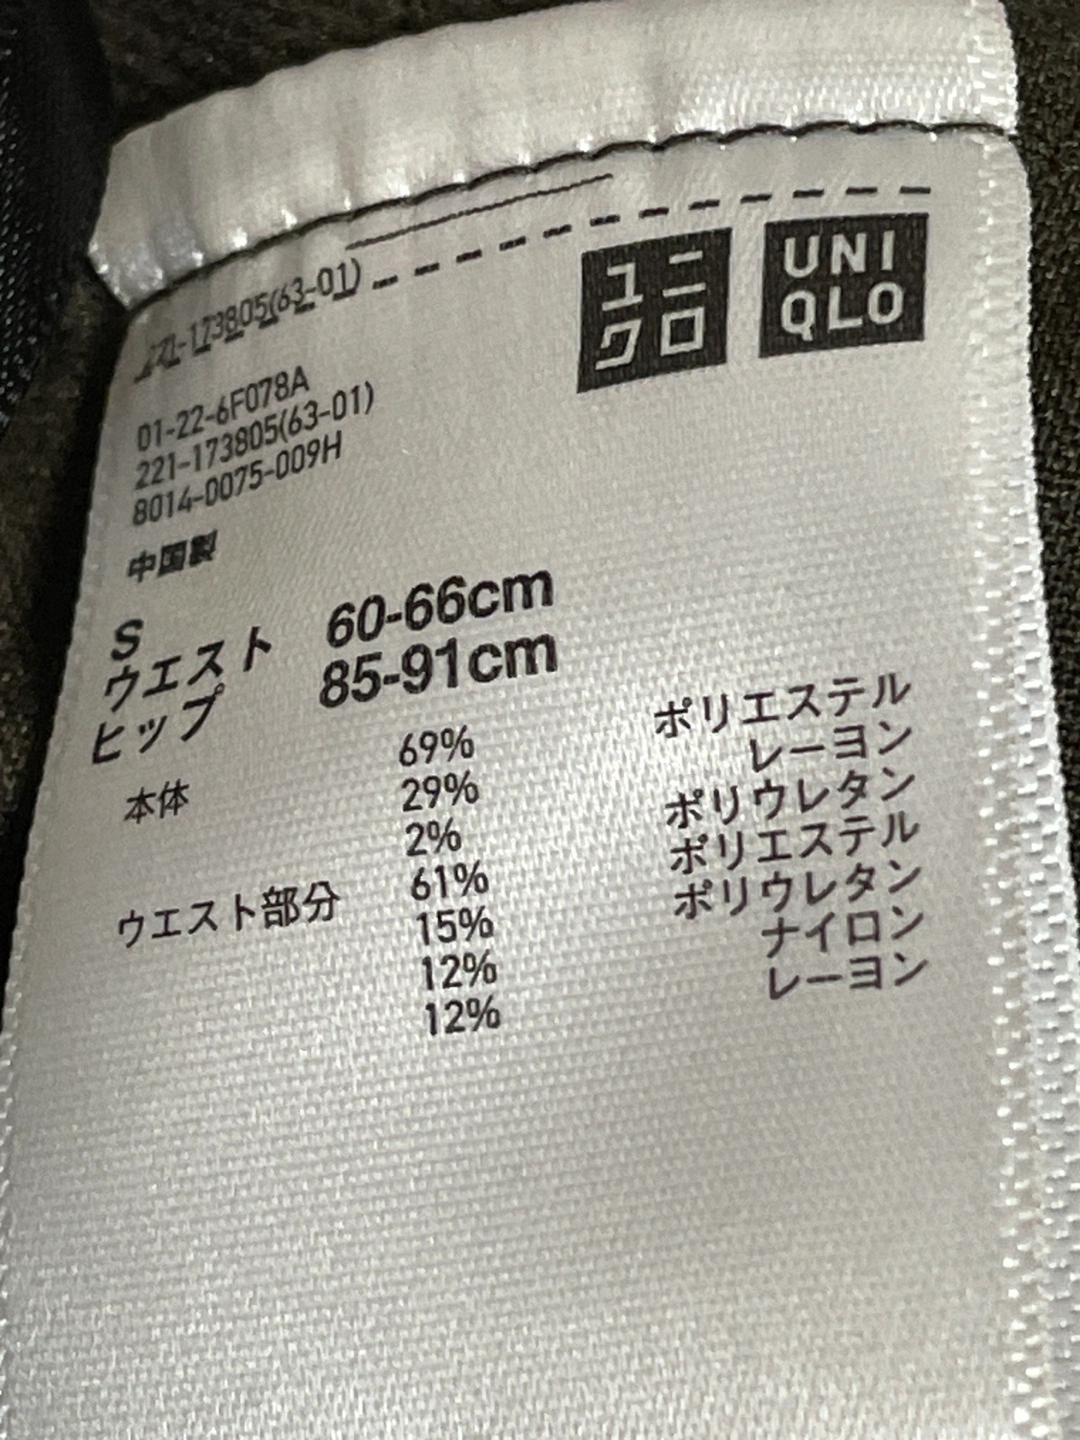 ユニ
クロ
UNI
QLO
221-173805(63-01)
01-22-6F078A
221-173805(63-01)
8014-0075-009H
中国製
S
ウエスト 60-66cm
ヒップ 85-91cm
本体 69% ポリエステル
29% レーヨン
2% ポリウレタン
ウエスト部分 61% ポリエステル
15% ポリウレタン
12% ナイロン
12% レーヨン